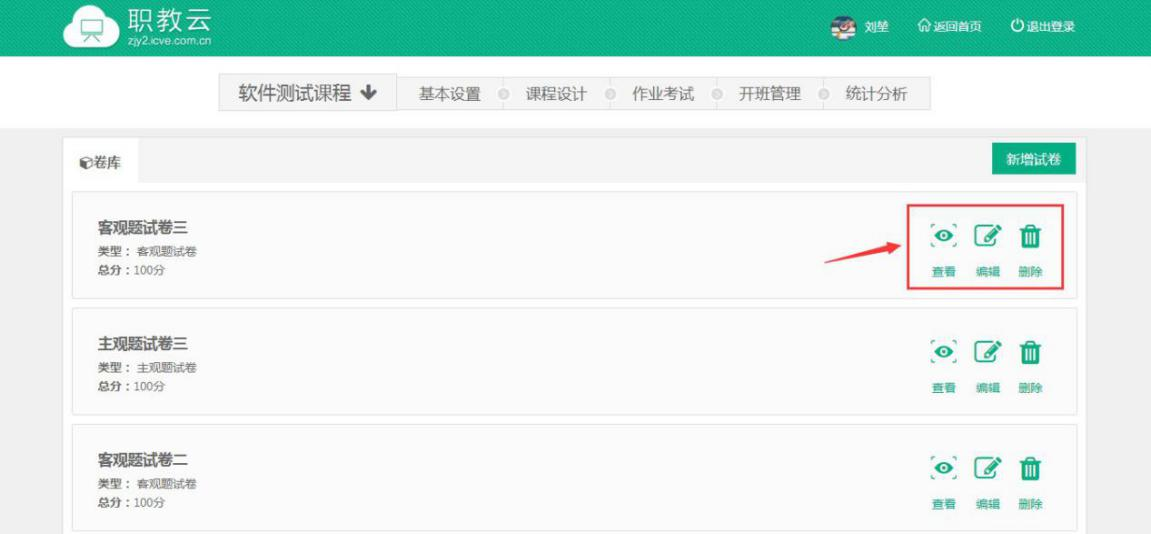 职教云
zjy2.icve.com.cn
刘堃 返回首页 退出登录
软件测试课程 基本设置 课程设计 作业考试 开班管理 统计分析
卷库 新增试卷
客观题试卷三
类型： 客观题试卷
总分：100分
查看 编辑 删除
主观题试卷三
类型： 主观题试卷
总分：100分
查看 编辑 删除
客观题试卷二
类型： 客观题试卷
总分：100分
查看 编辑 删除